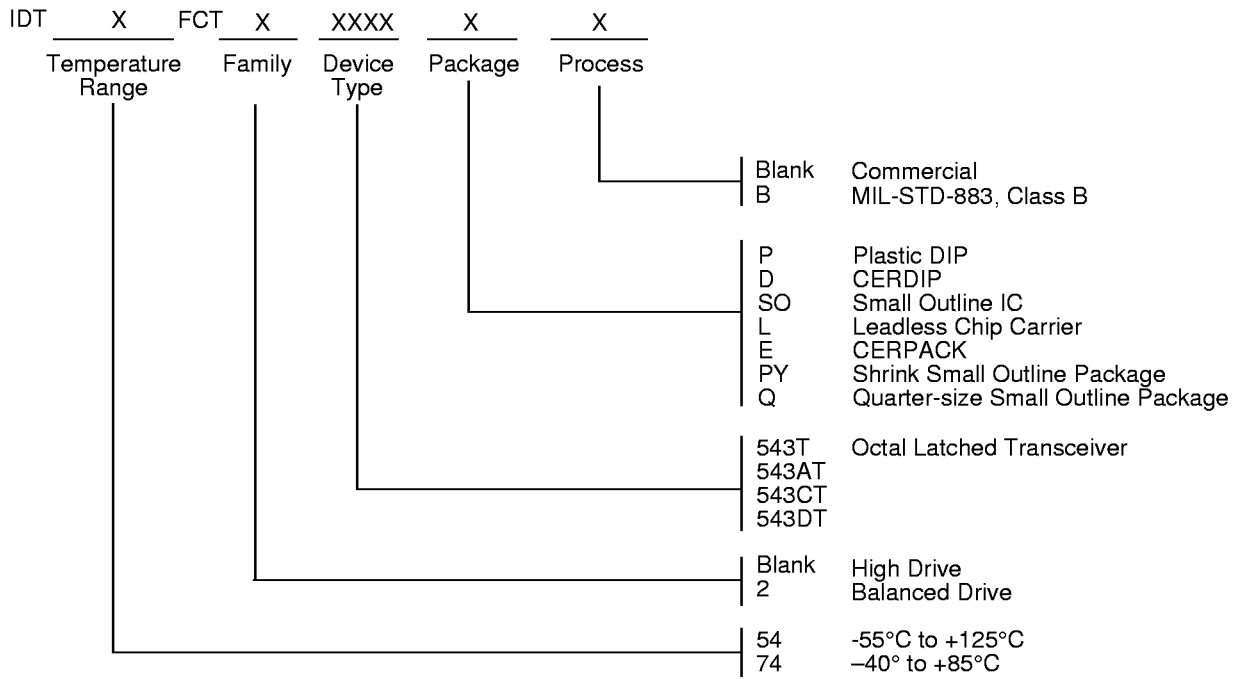 IDT X FCT X XXXX X X
Temperature Range Family Device Type Package Process
Blank Commercial
B MIL-STD-883, Class B
P Plastic DIP
D CERDIP
SO Small Outline IC
L Leadless Chip Carrier
E CERPACK
PY Shrink Small Outline Package
Q Quarter-size Small Outline Package
543T Octal Latched Transceiver
543AT
543CT
543DT
Blank High Drive
2 Balanced Drive
54 -55°C to +125°C
74 –40° to +85°C